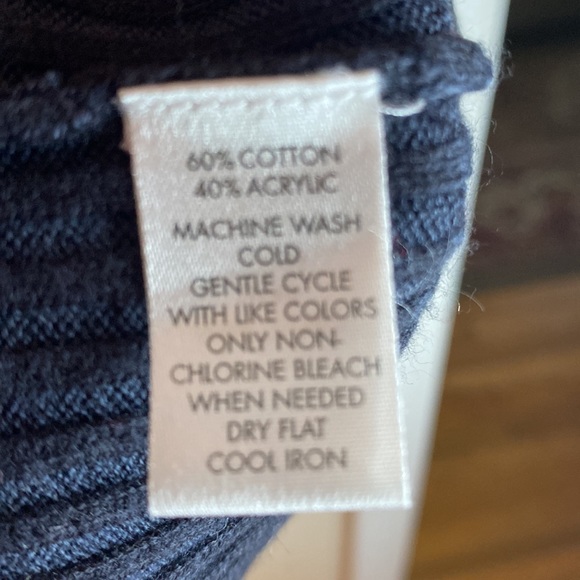 60% COTTON
40% ACRYLIC
MACHINE WASH
COLD
GENTLE CYCLE
WITH LIKE COLORS
ONLY NON-
CHLORINE BLEACH
WHEN NEEDED
DRY FLAT
COOL IRON